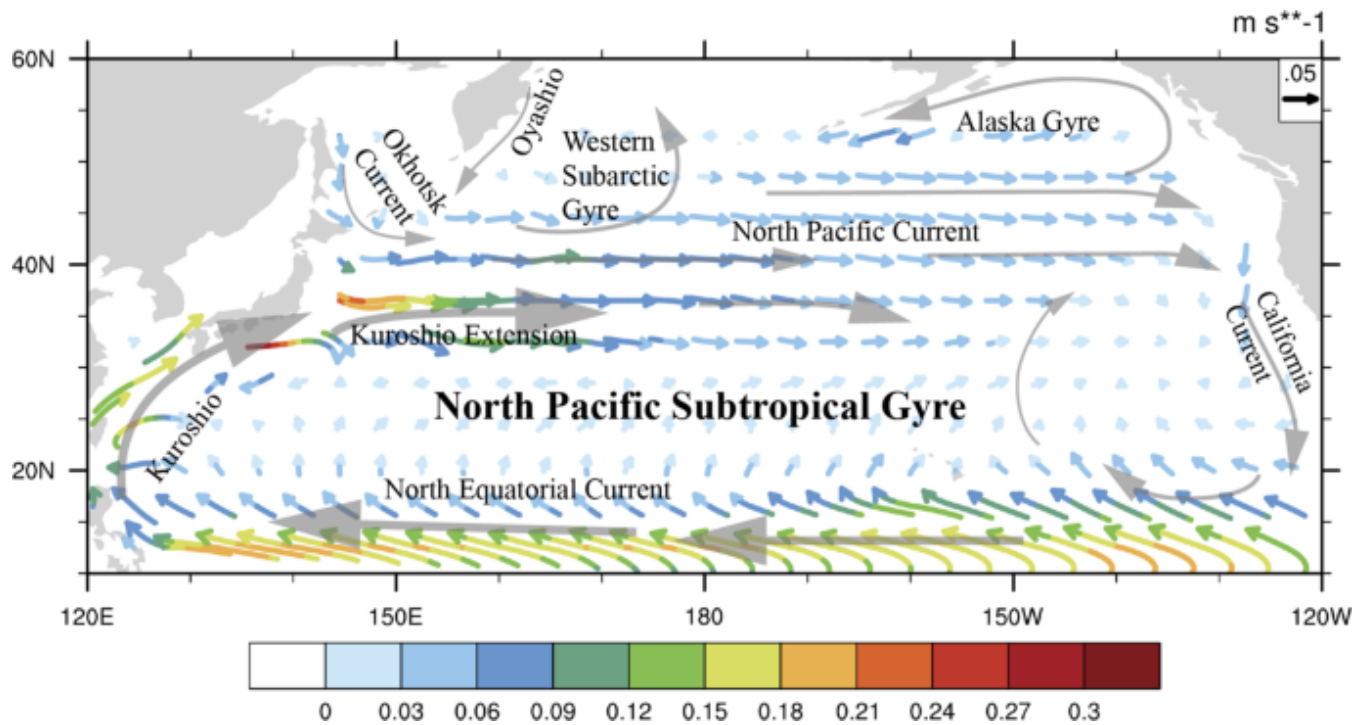 m s**-1
60N
.05
Oyashio
Alaska Gyre
Western
Subarctic
Gyre
Okhotsk
Current
North Pacific Current
40N
California
Current
Kuroshio Extension
North Pacific Subtropical Gyre
Kuroshio
20N
North Equatorial Current
120E
150E
180
150W
120W
0
0.03
0.06
0.09
0.12
0.15
0.18
0.21
0.24
0.27
0.3